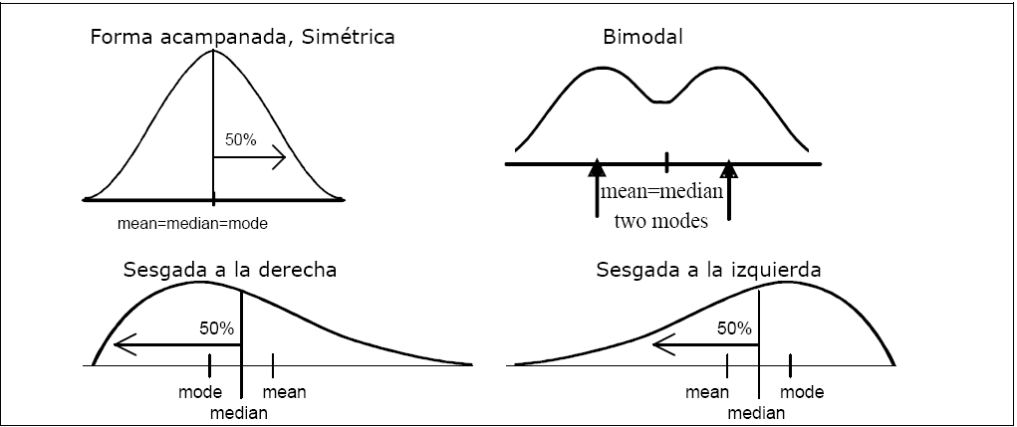 Forma acampanada, Simétrica
50%
mean=median=mode
Bimodal
mean=median
two modes
Sesgada a la derecha
50%
mode
mean
median
Sesgada a la izquierda
50%
mean
mode
median